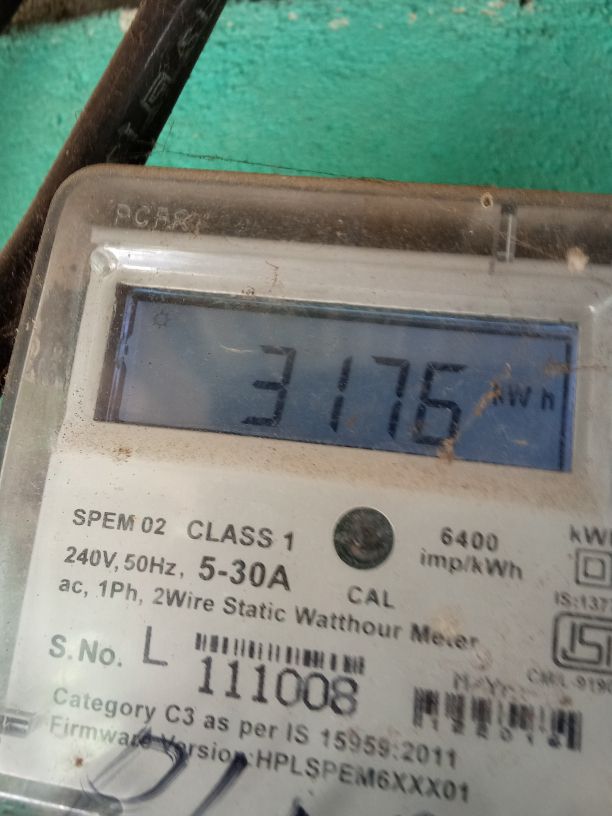 3176 kWh
SPEM 02 CLASS 1
6400 imp/kWh
240V, 50Hz, 5-30A
CAL
ac, 1Ph, 2Wire Static Watthour Meter
S.No. L 111008
Category C3 as per IS 15959:2011
Firmware Version:HPLSPEM6XXX01